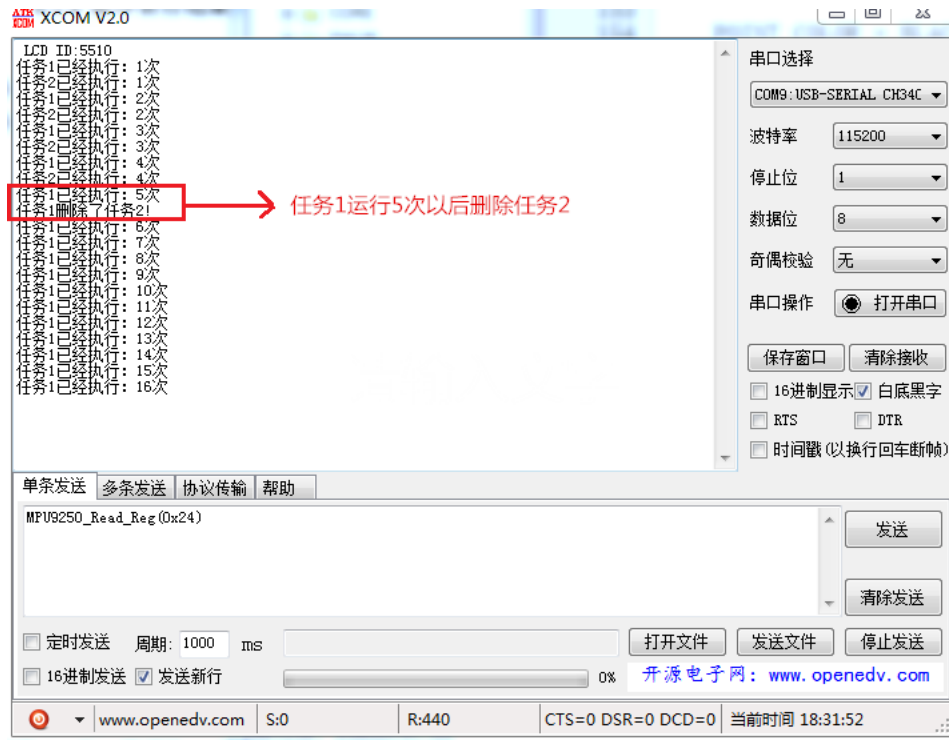 ATK XCOM XCOM V2.0
LCD ID:5510
任务1已经执行: 1次
任务2已经执行: 1次
任务1已经执行: 2次
任务2已经执行: 2次
任务1已经执行: 3次
任务2已经执行: 3次
任务1已经执行: 4次
任务2已经执行: 4次
任务1已经执行: 5次
任务1删除了任务2!
任务1运行5次以后删除任务2
任务1已经执行: 6次
任务1已经执行: 7次
任务1已经执行: 8次
任务1已经执行: 9次
任务1已经执行: 10次
任务1已经执行: 11次
任务1已经执行: 12次
任务1已经执行: 13次
任务1已经执行: 14次
任务1已经执行: 15次
任务1已经执行: 16次
串口选择
COM9:USB-SERIAL CH340
波特率 115200
停止位 1
数据位 8
奇偶校验 无
串口操作 打开串口
保存窗口 清除接收
16进制显示 白底黑字
RTS DTR
时间戳(以换行回车断帧)
单条发送 多条发送 协议传输 帮助
MPU9250_Read_Reg(0x24)
发送
清除发送
定时发送 周期: 1000 ms 打开文件 发送文件 停止发送
16进制发送 发送新行 0% 开源电子网: www.openedv.com
www.openedv.com S:0 R:440 CTS=0 DSR=0 DCD=0 当前时间 18:31:52